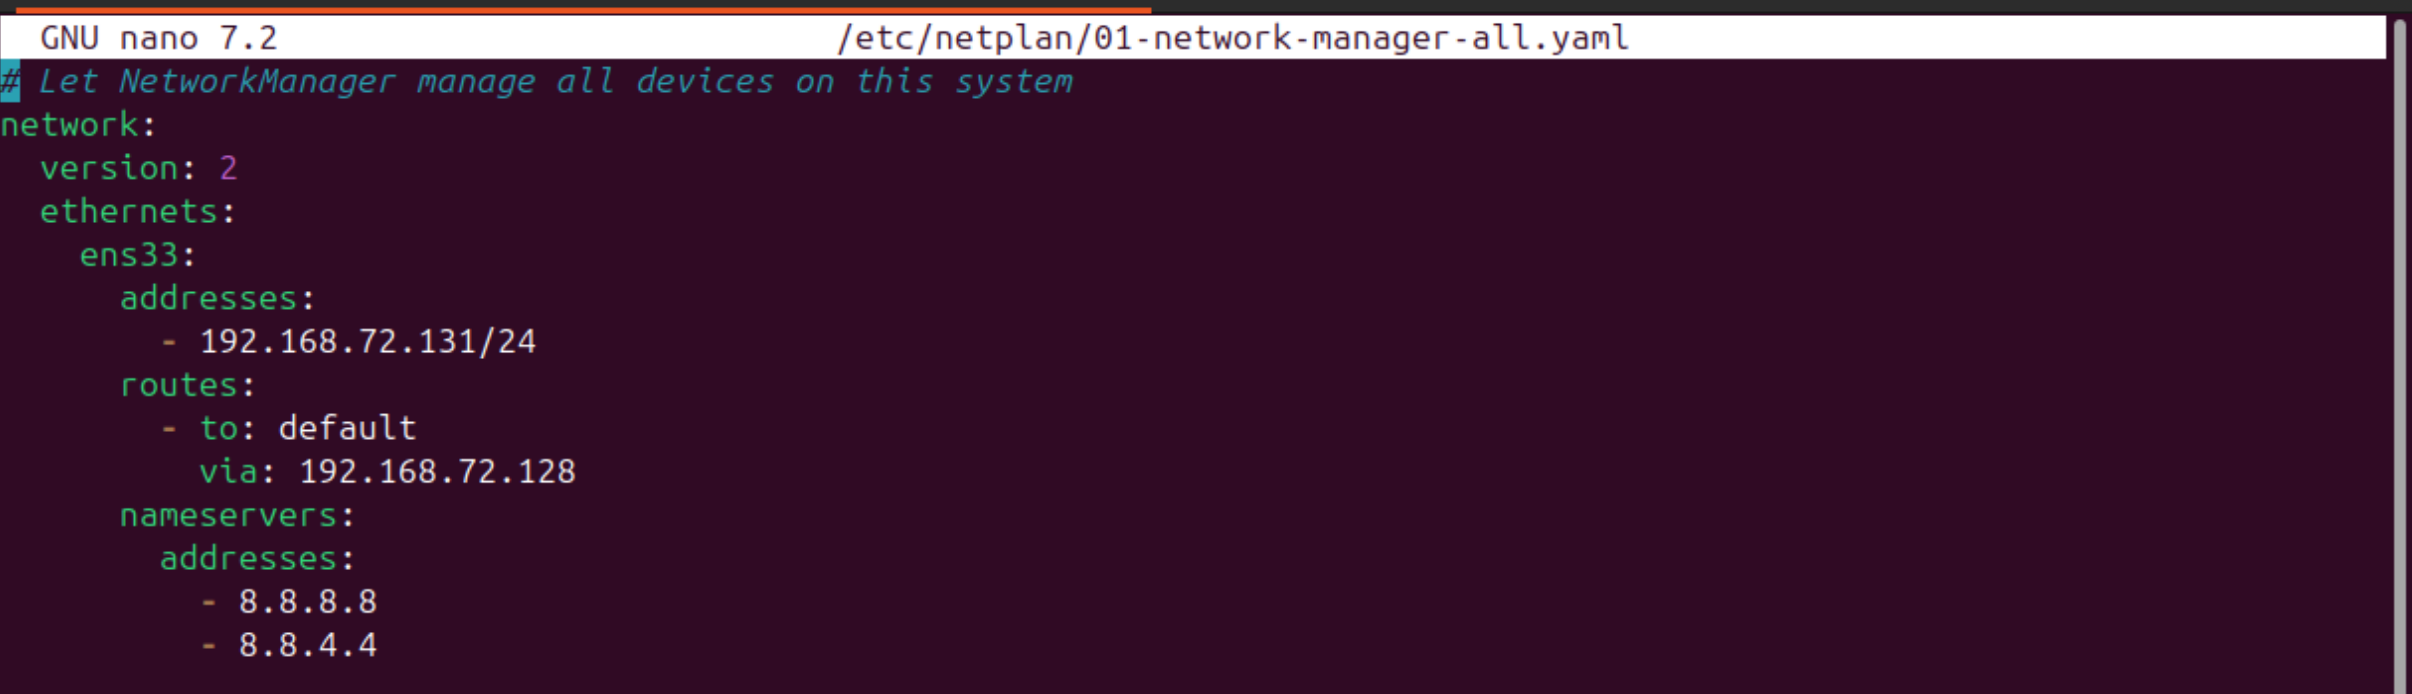 GNU nano 7.2 /etc/netplan/01-network-manager-all.yaml
# Let NetworkManager manage all devices on this system
network:
  version: 2
  ethernets:
    ens33:
      addresses:
        - 192.168.72.131/24
      routes:
        - to: default
          via: 192.168.72.128
      nameservers:
        addresses:
          - 8.8.8.8
          - 8.8.4.4